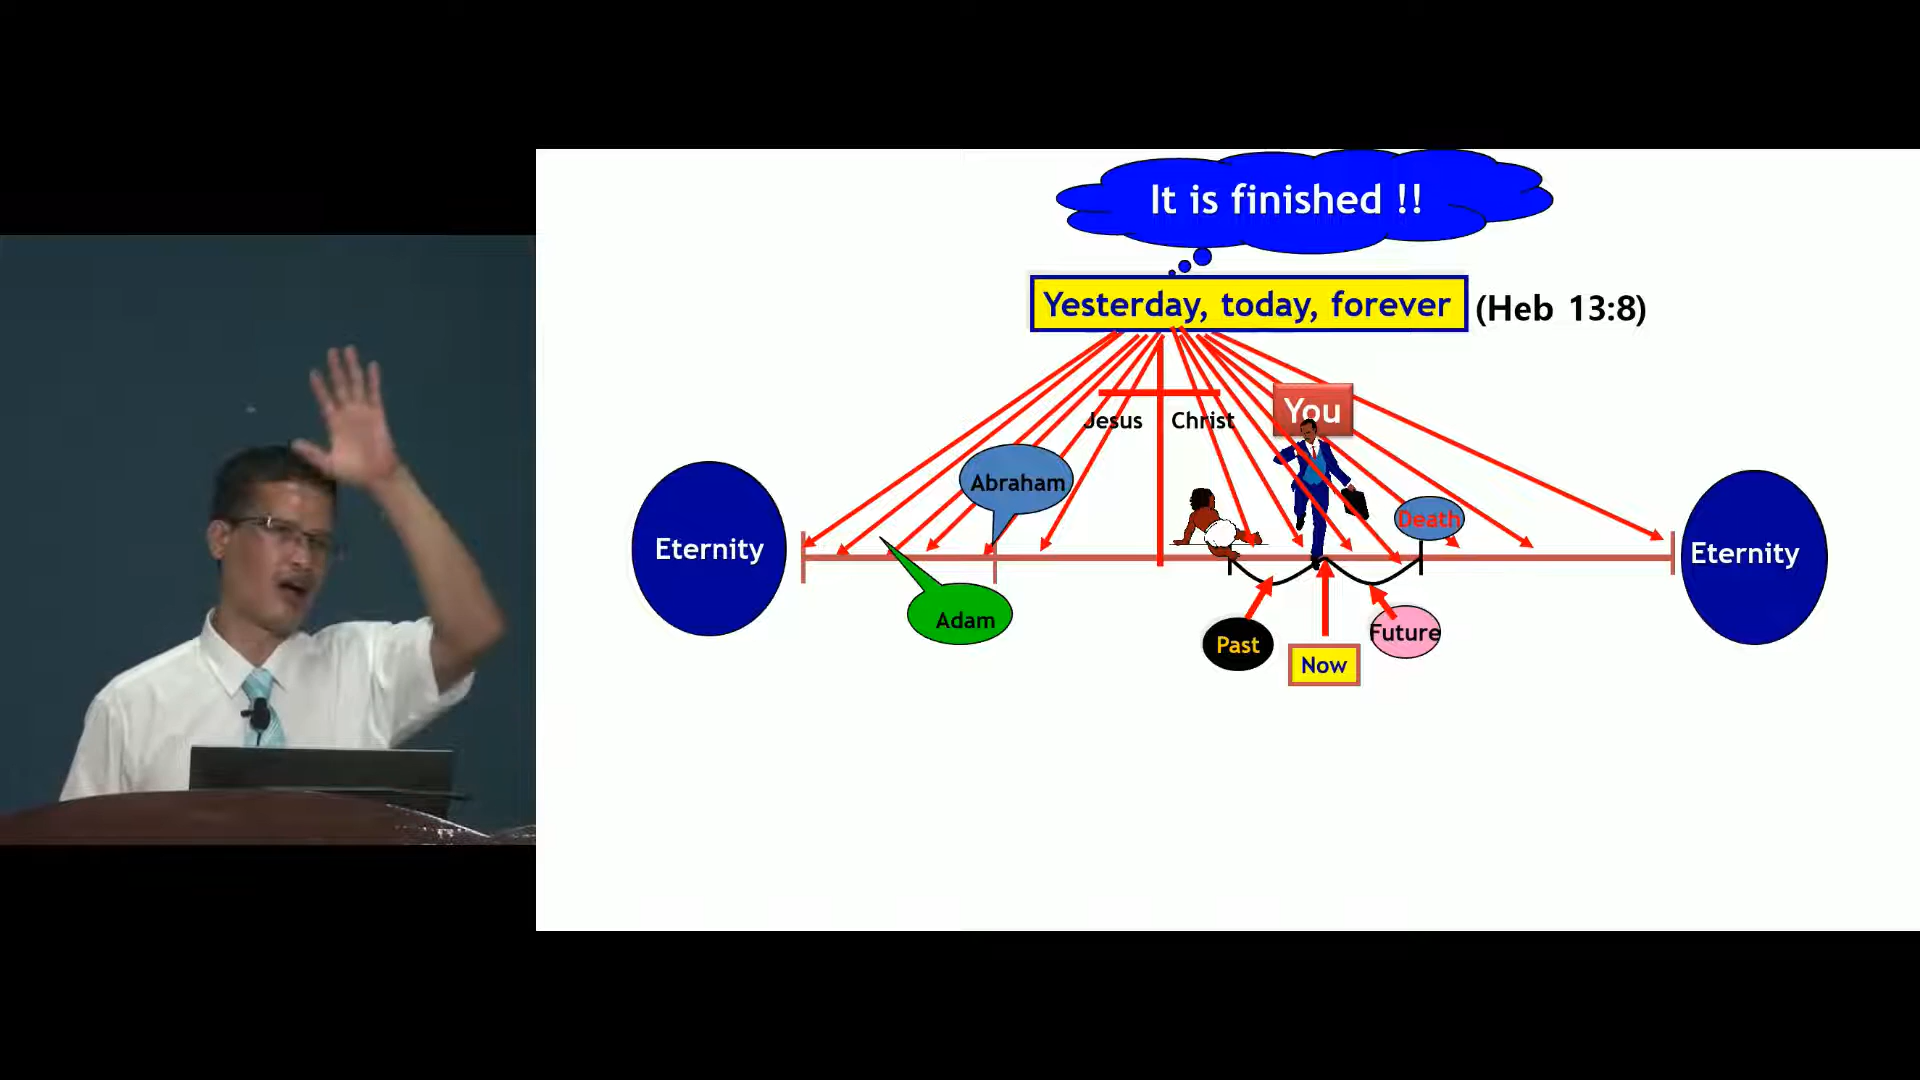 It is finished !!
Yesterday, today, forever
(Heb 13:8)
You
Jesus Christ
Abraham
Death
Eternity
Eternity
Adam
Past
Now
Future